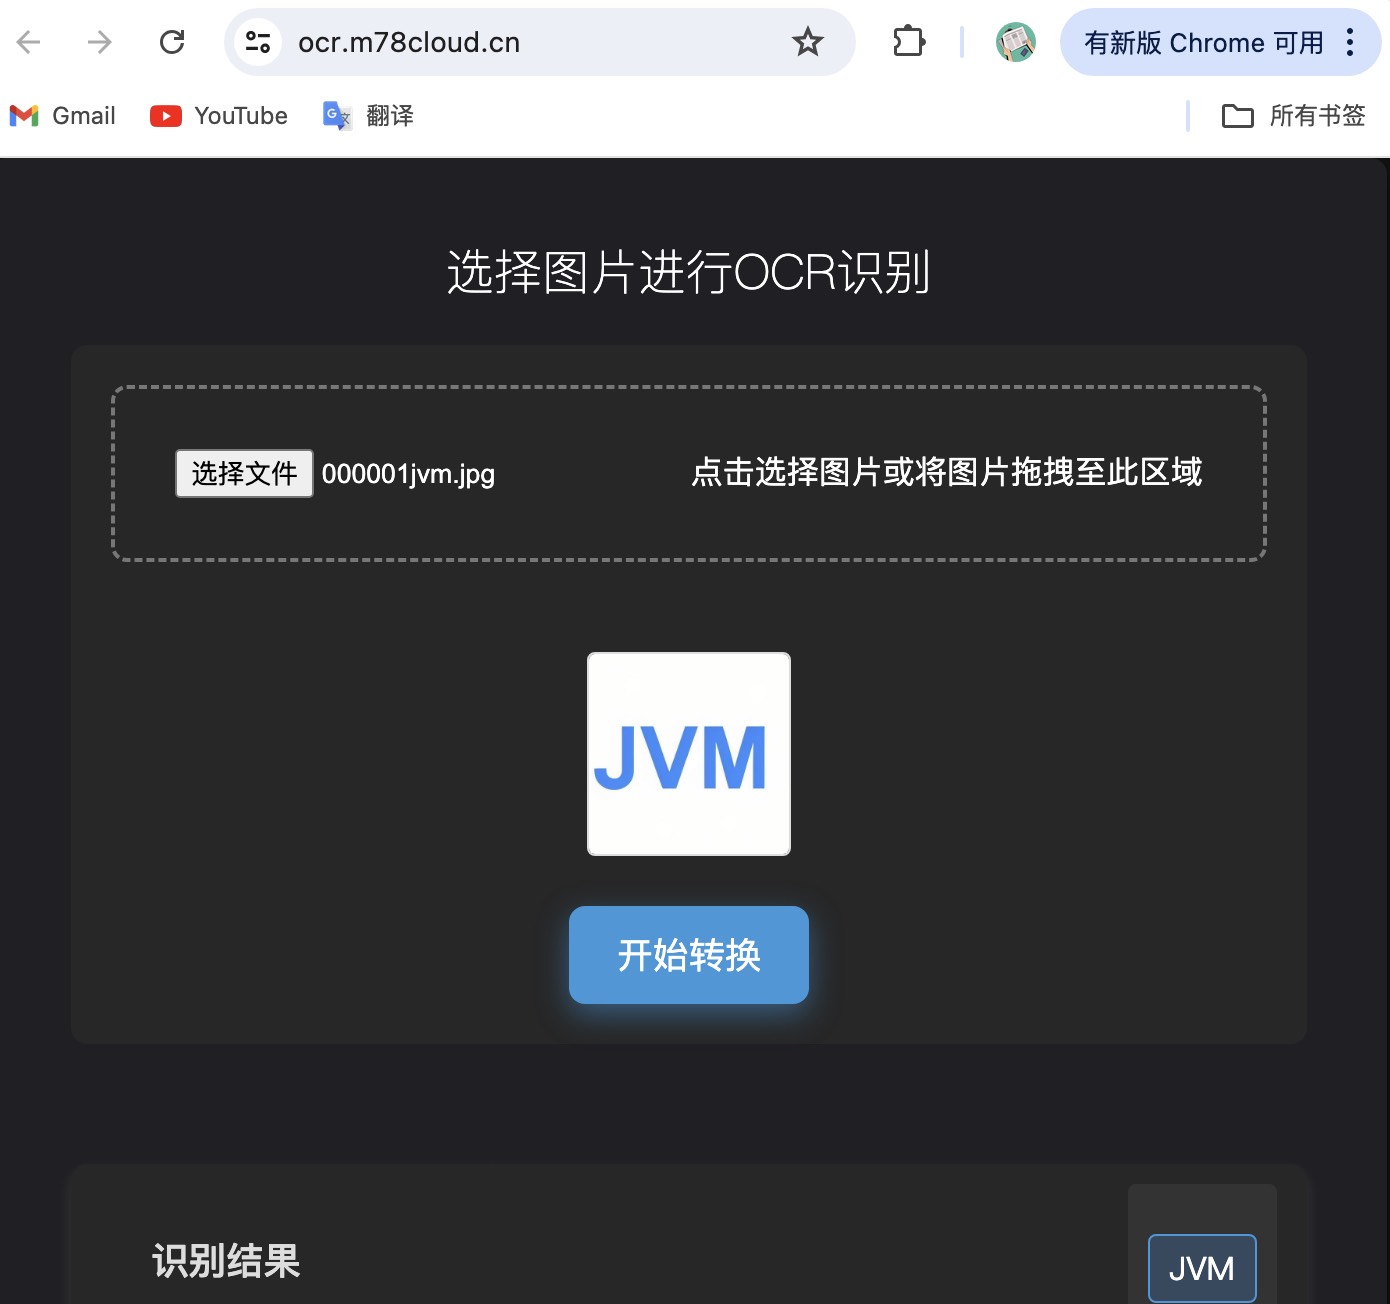 ocr.m78cloud.cn
有新版 Chrome 可用
Gmail
YouTube
翻译
所有书签
选择图片进行OCR识别
选择文件 000001jvm.jpg
点击选择图片或将图片拖拽至此区域
JVM
开始转换
识别结果
JVM